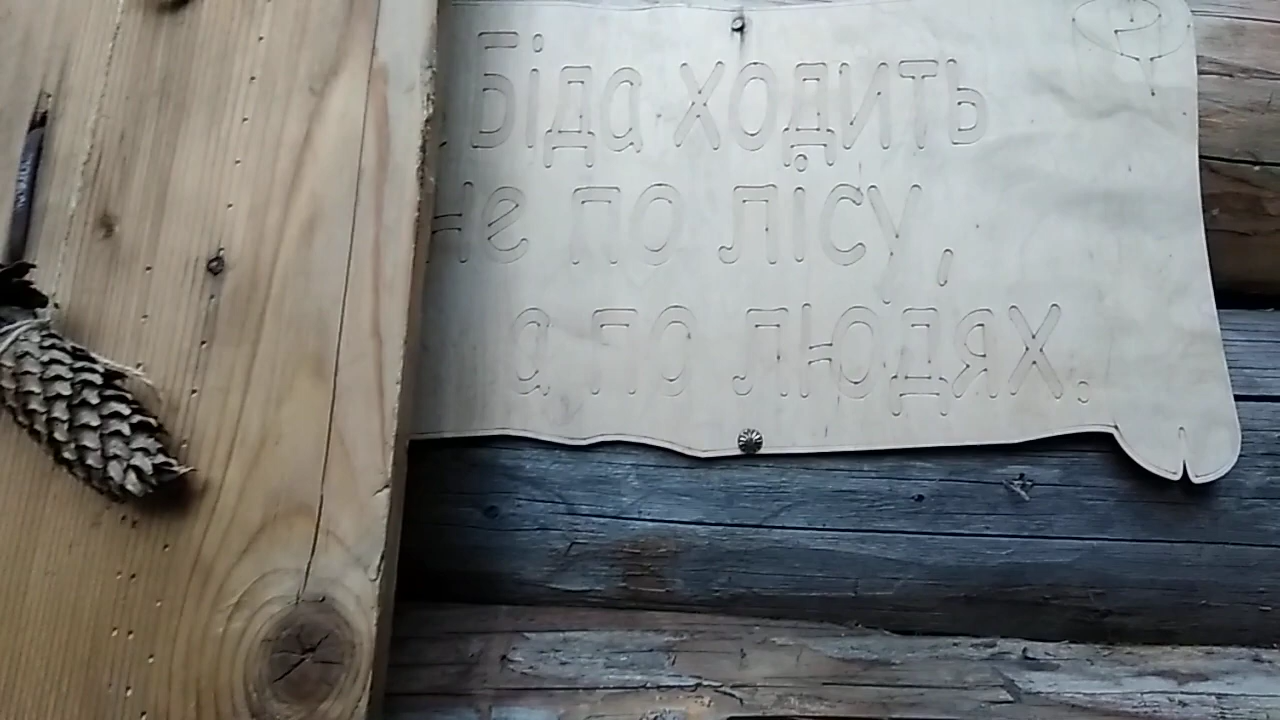 Біда ходить
не по лісу,
а по людях.